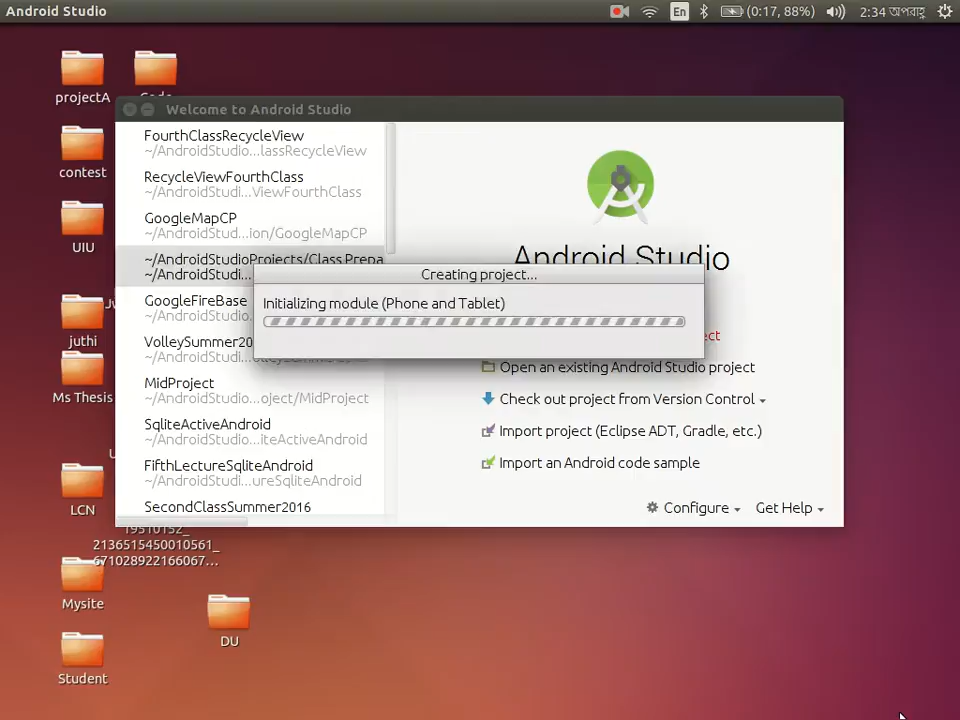 Android Studio
En
(0:17, 88%)
2:34 অপরাহ্ণ
projectA
contest
UIU
juthi
Ms Thesis
LCN
19510152_
2136515450010561_
671028922166067...
Mysite
DU
Student
Welcome to Android Studio
FourthClassRecycleView
~/AndroidStudio...lassRecycleView
RecycleViewFourthClass
~/AndroidStudi...ViewFourthClass
GoogleMapCP
~/AndroidStud...ion/GoogleMapCP
~/AndroidStudioProjects/Class Prepa
~/AndroidStudi...
GoogleFireBase
~/AndroidStudio...
VolleySummer20
MidProject
~/AndroidStudio...oject/MidProject
SqliteActiveAndroid
~/AndroidStudio...iteActiveAndroid
FifthLectureSqliteAndroid
~/AndroidStudio...ureSqliteAndroid
SecondClassSummer2016
Android Studio
Creating project...
Initializing module (Phone and Tablet)
Open an existing Android Studio project
Check out project from Version Control
Import project (Eclipse ADT, Gradle, etc.)
Import an Android code sample
Configure
Get Help